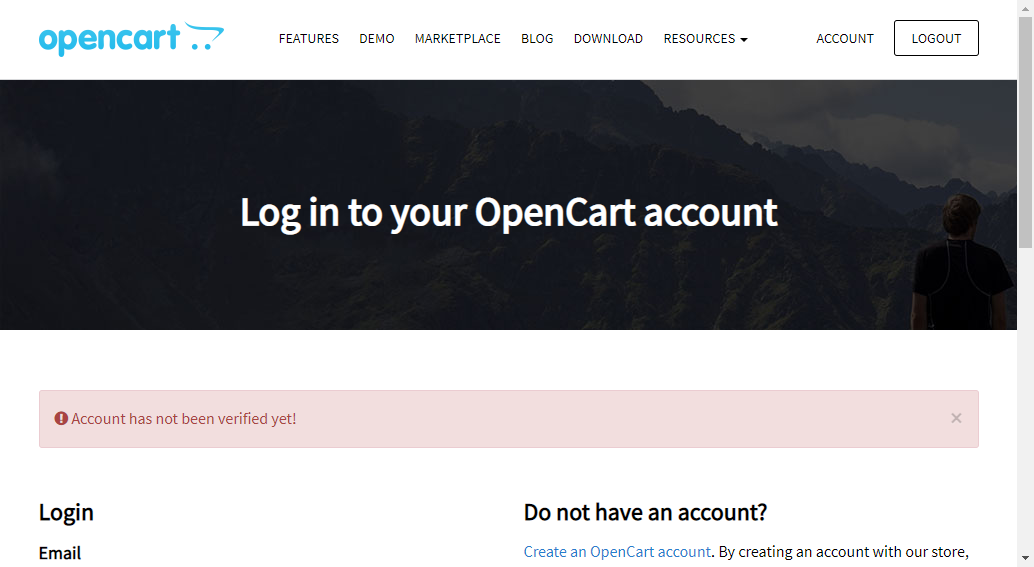 opencart
FEATURES DEMO MARKETPLACE BLOG DOWNLOAD RESOURCES ACCOUNT LOGOUT
Log in to your OpenCart account
Account has not been verified yet! ×
Login
Email
Do not have an account?
Create an OpenCart account. By creating an account with our store,